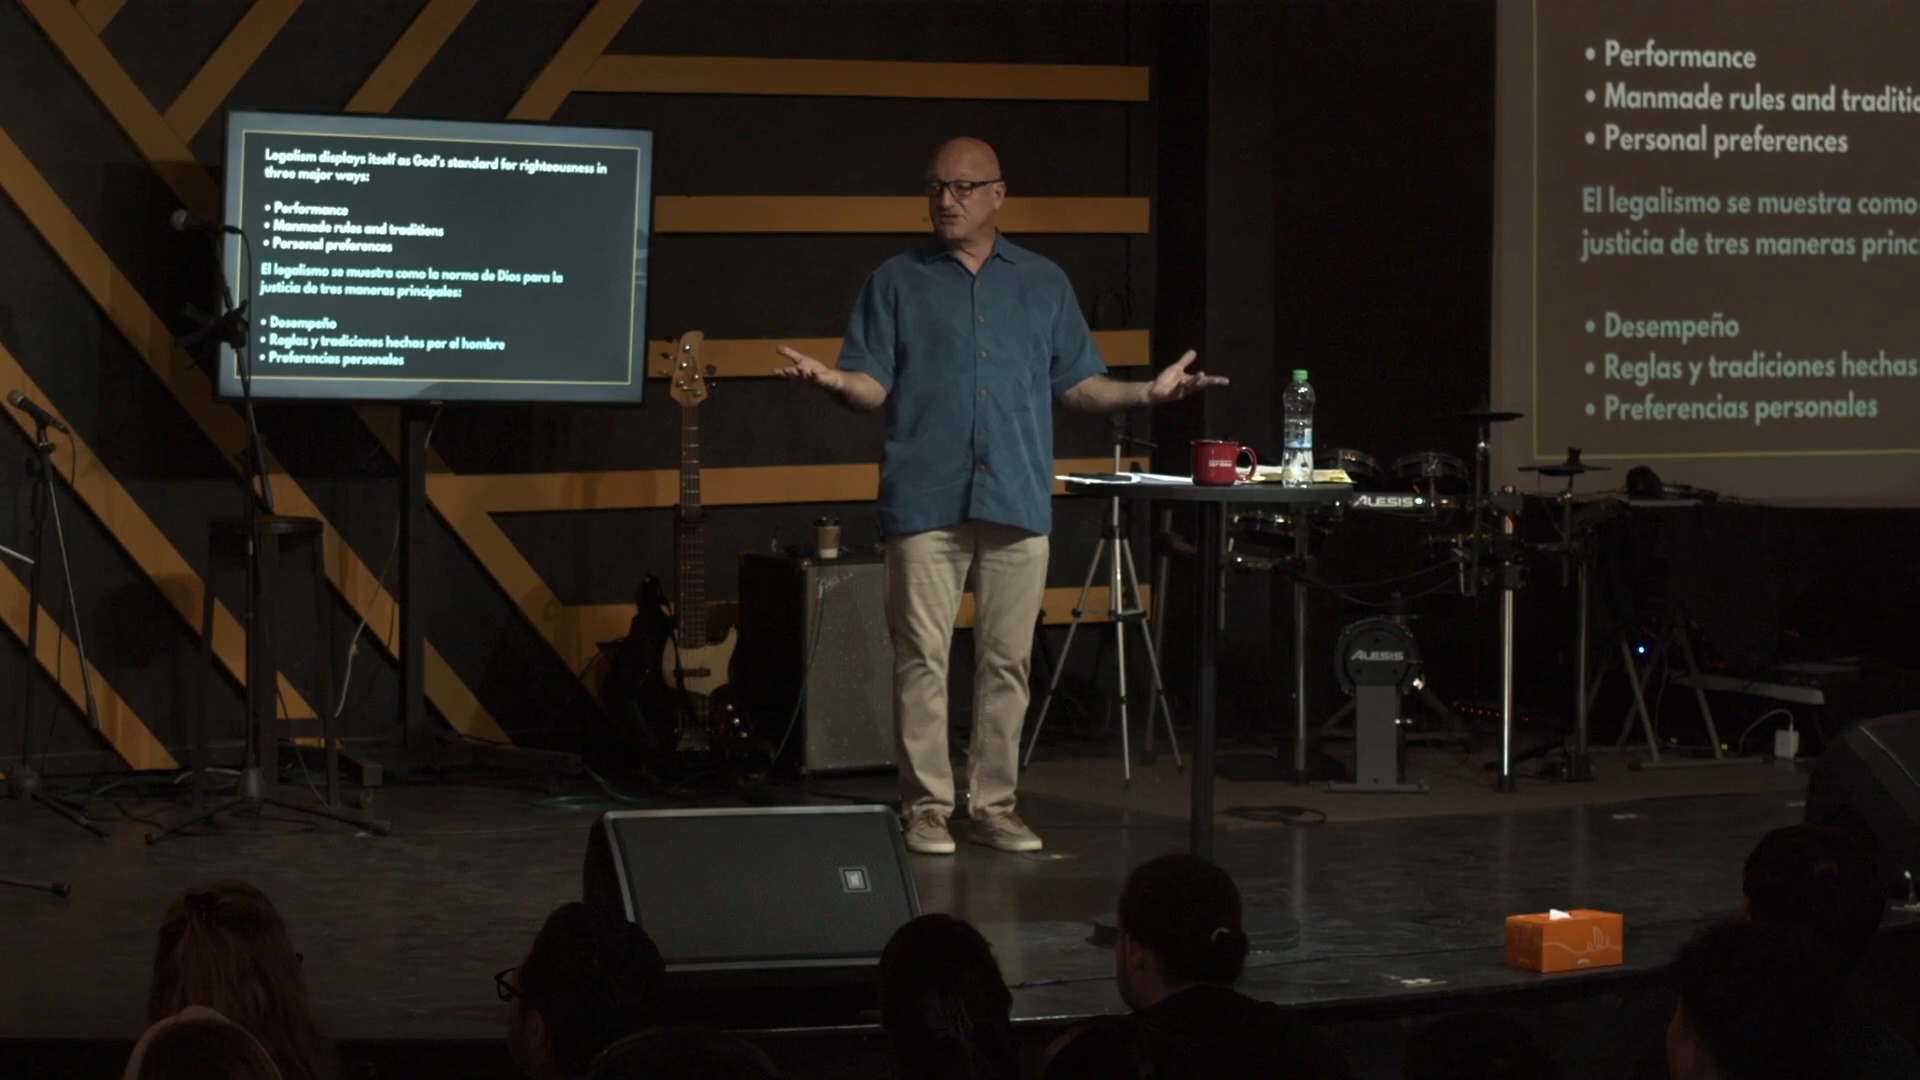 Legalism displays itself as God's standard for righteousness in
three major ways:
• Performance
• Manmade rules and traditions
• Personal preferences
El legalismo se muestra como la norma de Dios para la
justicia de tres maneras principales:
• Desempeño
• Reglas y tradiciones hechas por el hombre
• Preferencias personales
• Performance
• Manmade rules and traditio
• Personal preferences
El legalismo se muestra como
justicia de tres maneras princ
• Desempeño
• Reglas y tradiciones hechas
• Preferencias personales
ALESIS
ALESIS